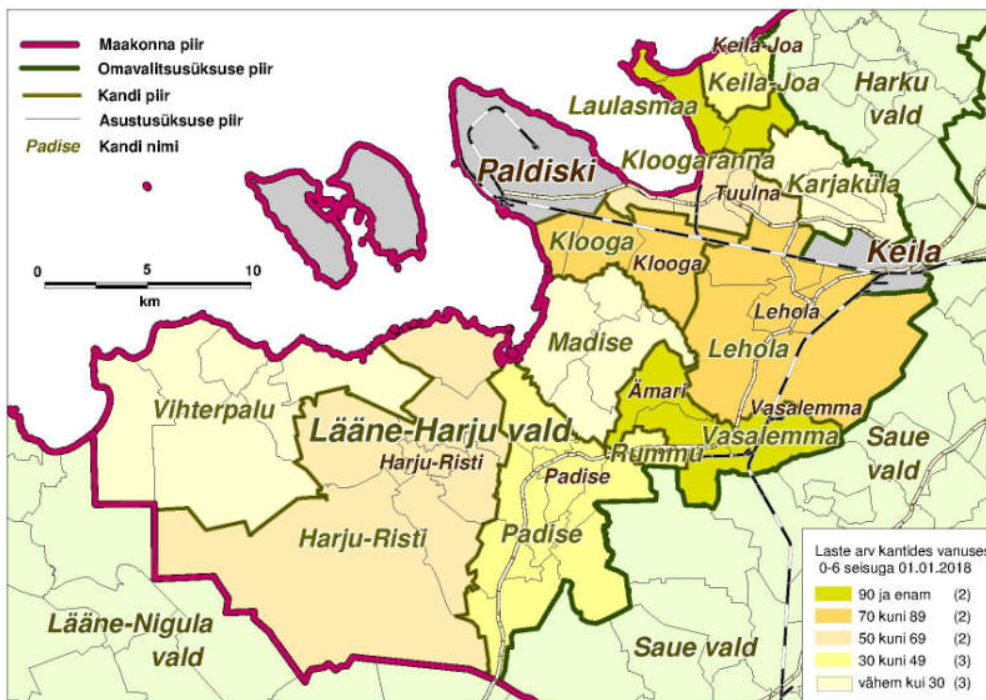 Maakonna piir
Omavalitsusüksuse piir
Kandi piir
Asustusüksuse piir
Padise Kandi nimi
Keila-Joa
Keila-Joa
Harku
vald
Laulasmaa
Kloogaranna
Paldiski
Tuulna
Karjaküla
Klooga
Klooga
Keila
0 5 10
km
Lehola
Madise
Lehola
Ämari
Vihterpalu
Vasalemma
Lääne-Harju vald
Vasalemma
Rummu
Saue
vald
Harju-Risti
Padise
Harju-Risti
Padise
Lääne-Nigula
vald
Saue vald
Laste arv kantides vanuses
0-6 seisuga 01.01.2018
90 ja enam (2)
70 kuni 89 (2)
50 kuni 69 (2)
30 kuni 49 (3)
vähem kui 30 (3)